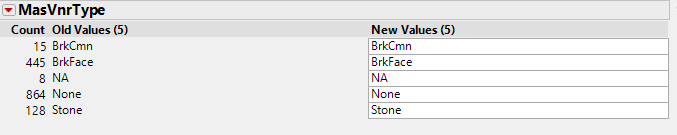 MasVnrType
Count Old Values (5) New Values (5)
15 BrkCmn BrkCmn
445 BrkFace BrkFace
8 NA NA
864 None None
128 Stone Stone